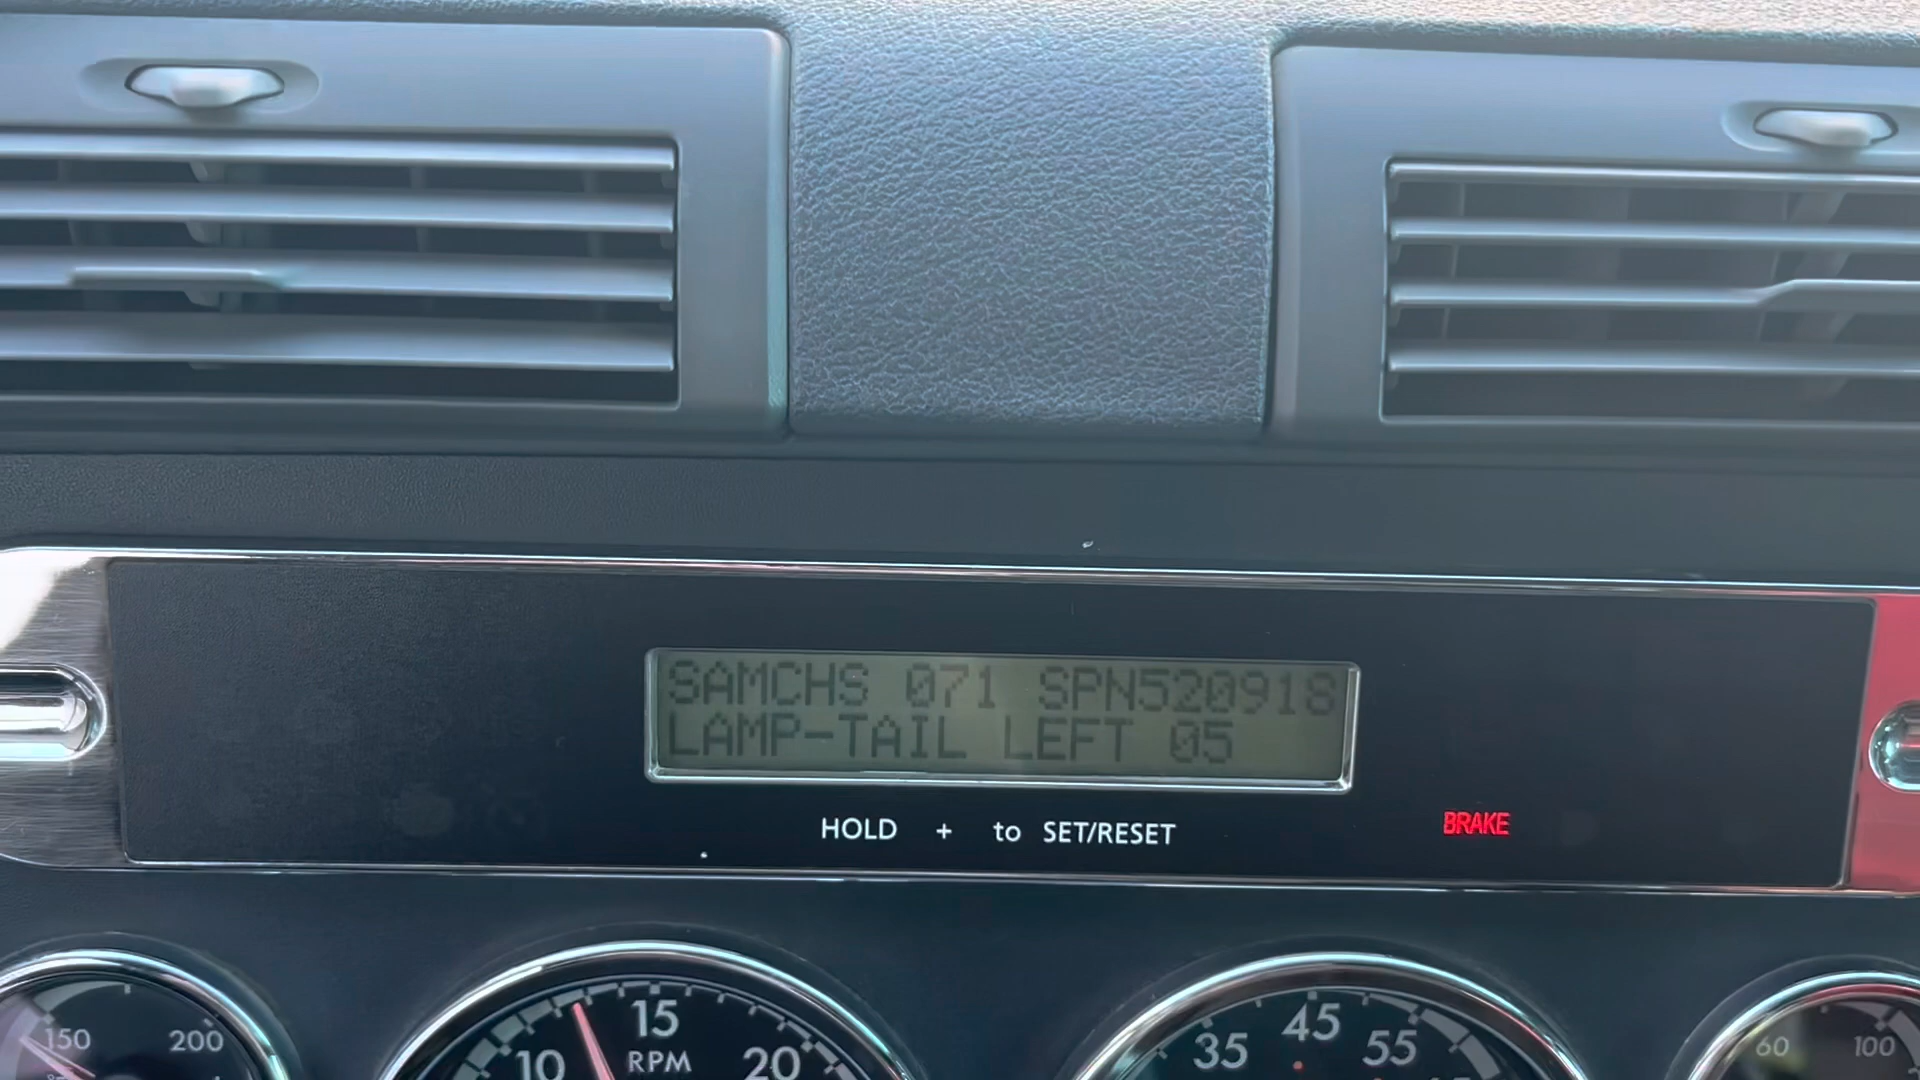 SAMCHS 071 SPN520918
LAMP-TAIL LEFT 05
HOLD + to SET/RESET
BRAKE
150 200
10 15 20
RPM
35 45 55
60 100